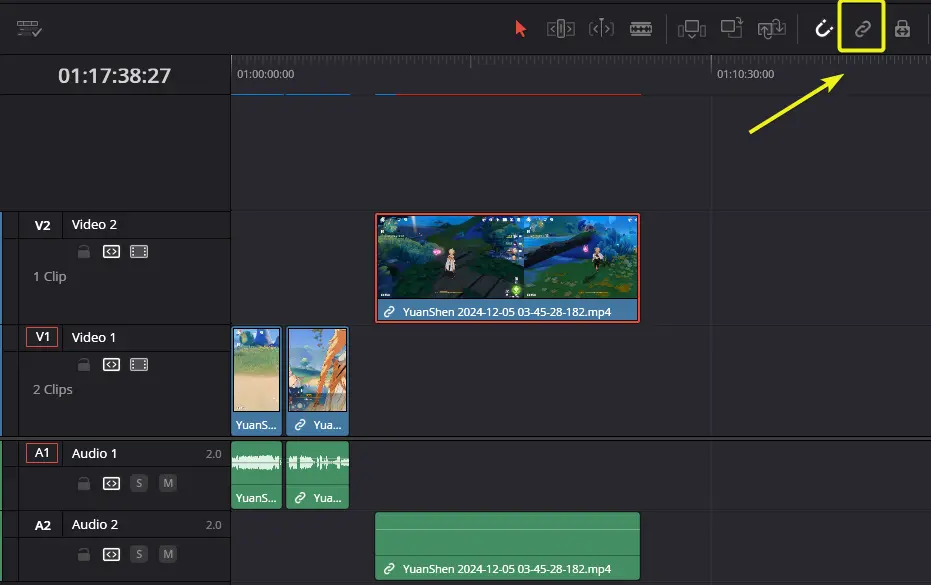 01:17:38:27
01:00:00:00
01:10:30:00
V2 Video 2
1 Clip
YuanShen 2024-12-05 03-45-28-182.mp4
V1 Video 1
2 Clips
YuanS...
Yua...
A1 Audio 1 2.0
S M
YuanS...
Yua...
A2 Audio 2 2.0
S M
YuanShen 2024-12-05 03-45-28-182.mp4